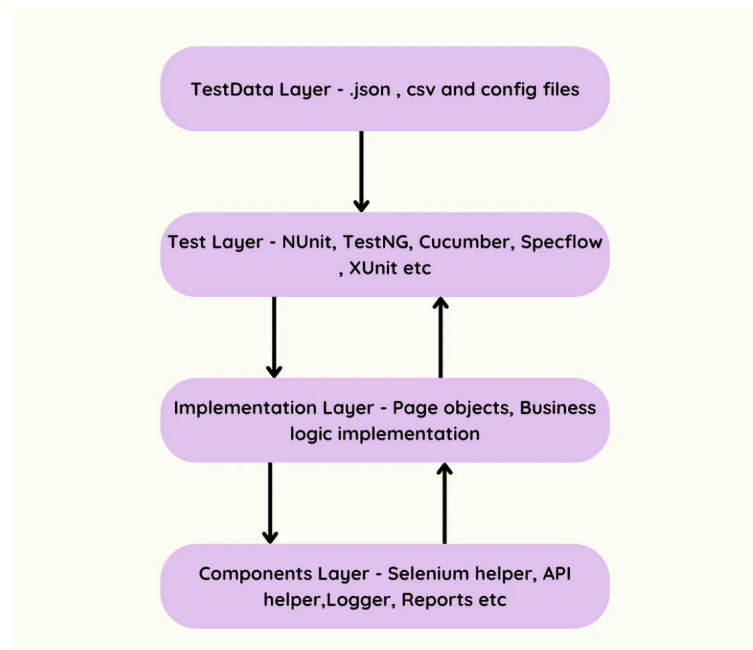 TestData Layer - .json , csv and config files
Test Layer - NUnit, TestNG, Cucumber, Specflow
, XUnit etc
Implementation Layer - Page objects, Business
logic implementation
Components Layer - Selenium helper, API
helper,Logger, Reports etc